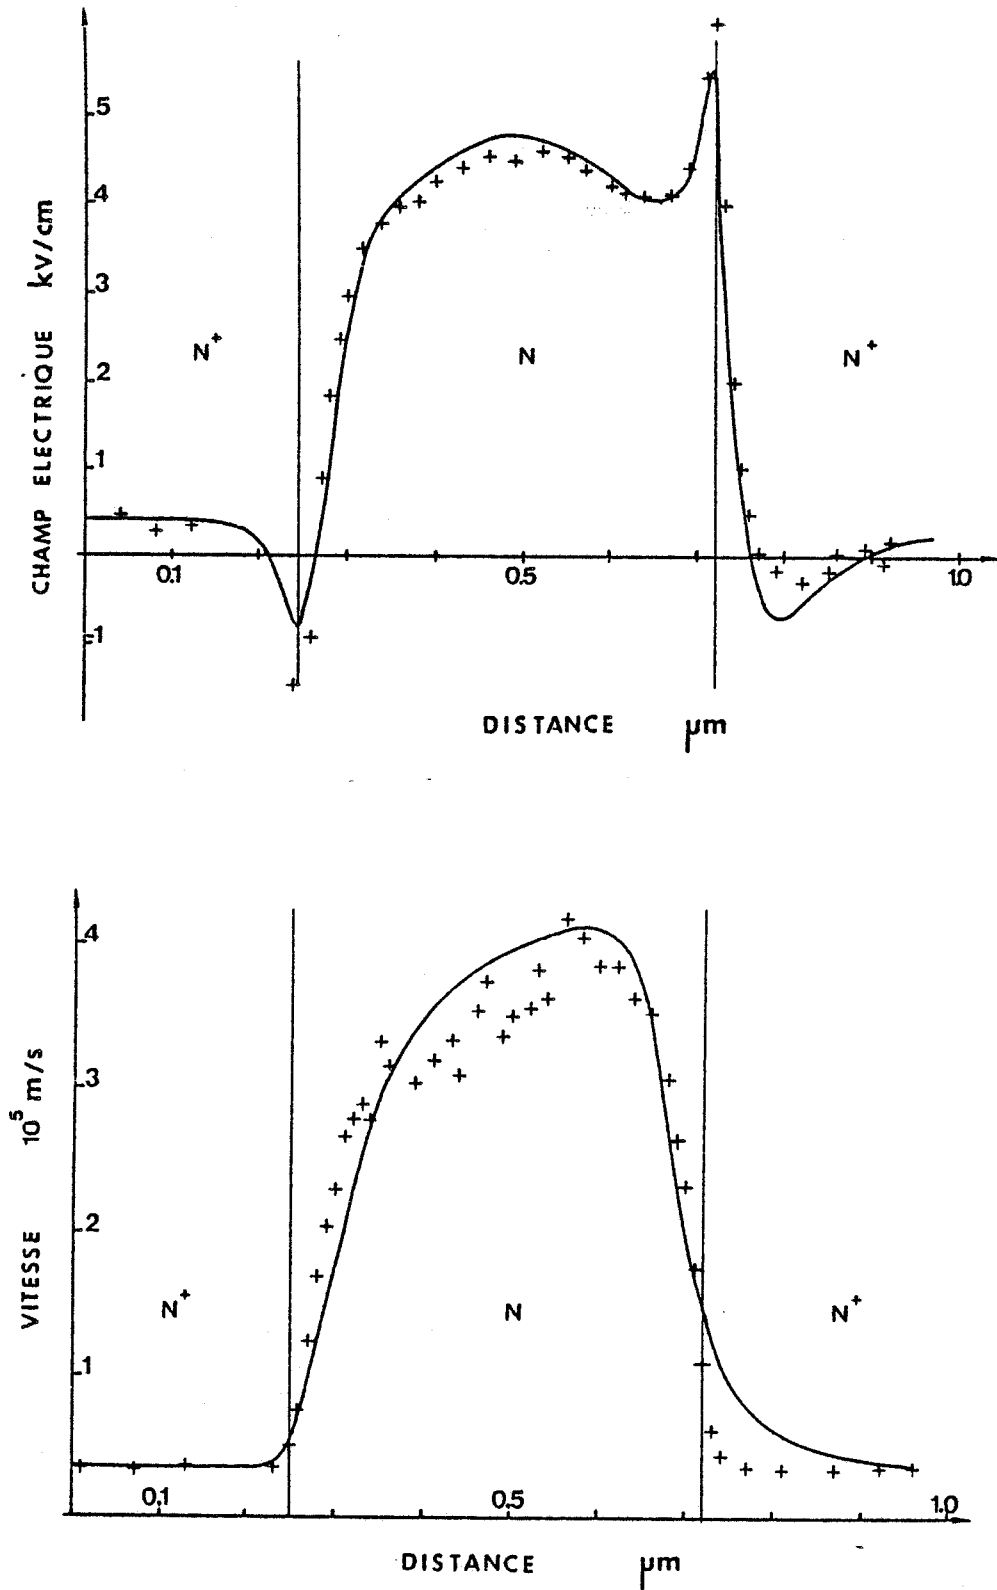 5
4
3
2
1
-1
CHAMP ELECTRIQUE kV/cm
N+
N
N+
0.1
0.5
1.0
DISTANCE µm
4
3
2
1
VITESSE 10⁵ m/s
N+
N
N+
0.1
0.5
1.0
DISTANCE µm